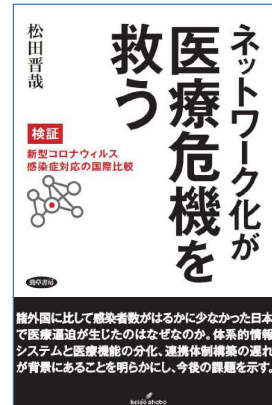 ネットワーク化が
医療危機を
救う
松田晋哉
検証
新型コロナウィルス
感染症対応の国際比較
勁草書房
諸外国に比して感染者数がはるかに少なかった日本
で医療逼迫が生じたのはなぜなのか。体系的情報
システムと医療機能の分化、連携体制構築の遅れ
が背景にあることを明らかにし、今後の課題を示す。
keiso shobo